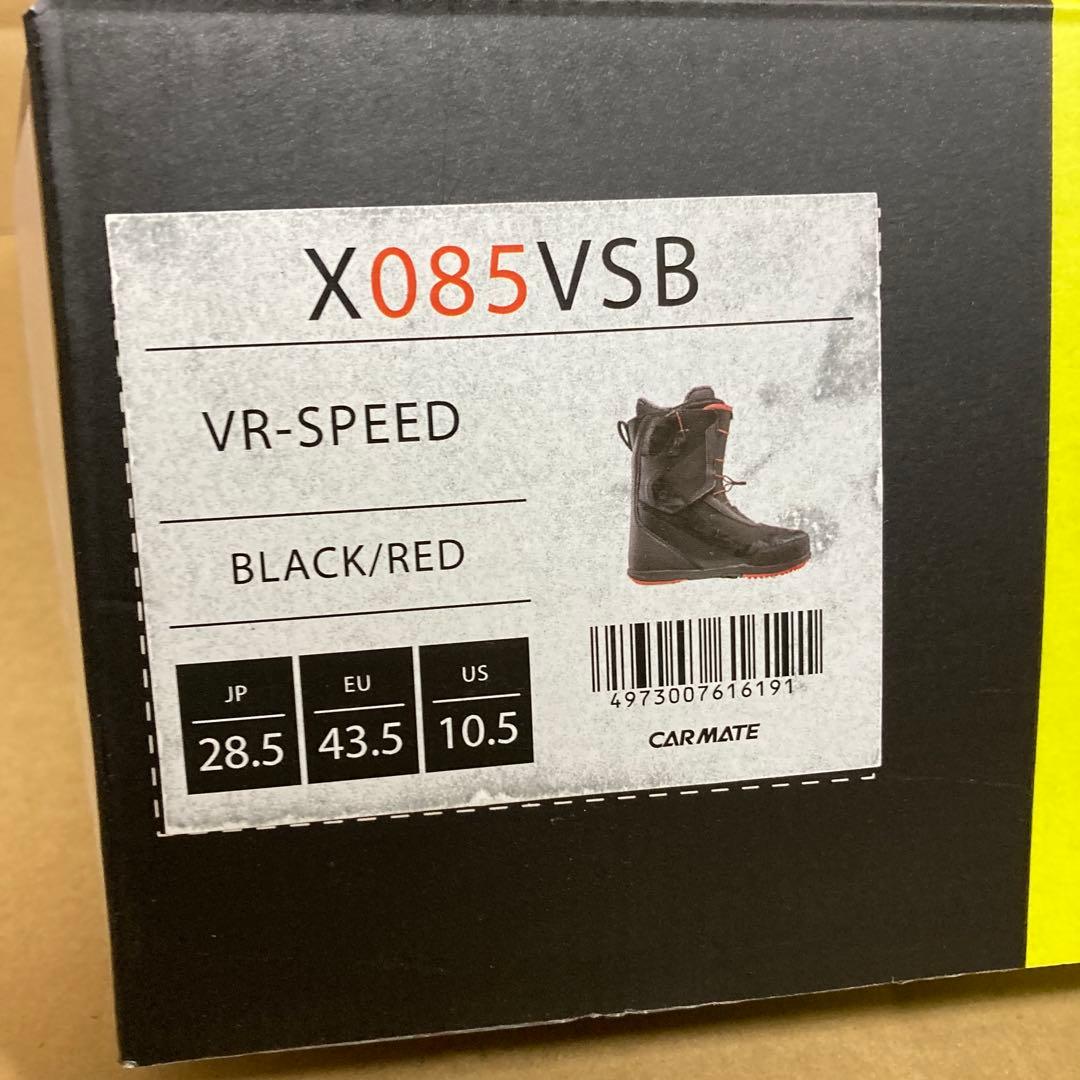 X085VSB
VR-SPEED
BLACK/RED
JP EU US
28.5 43.5 10.5
4973007616191
CARMATE